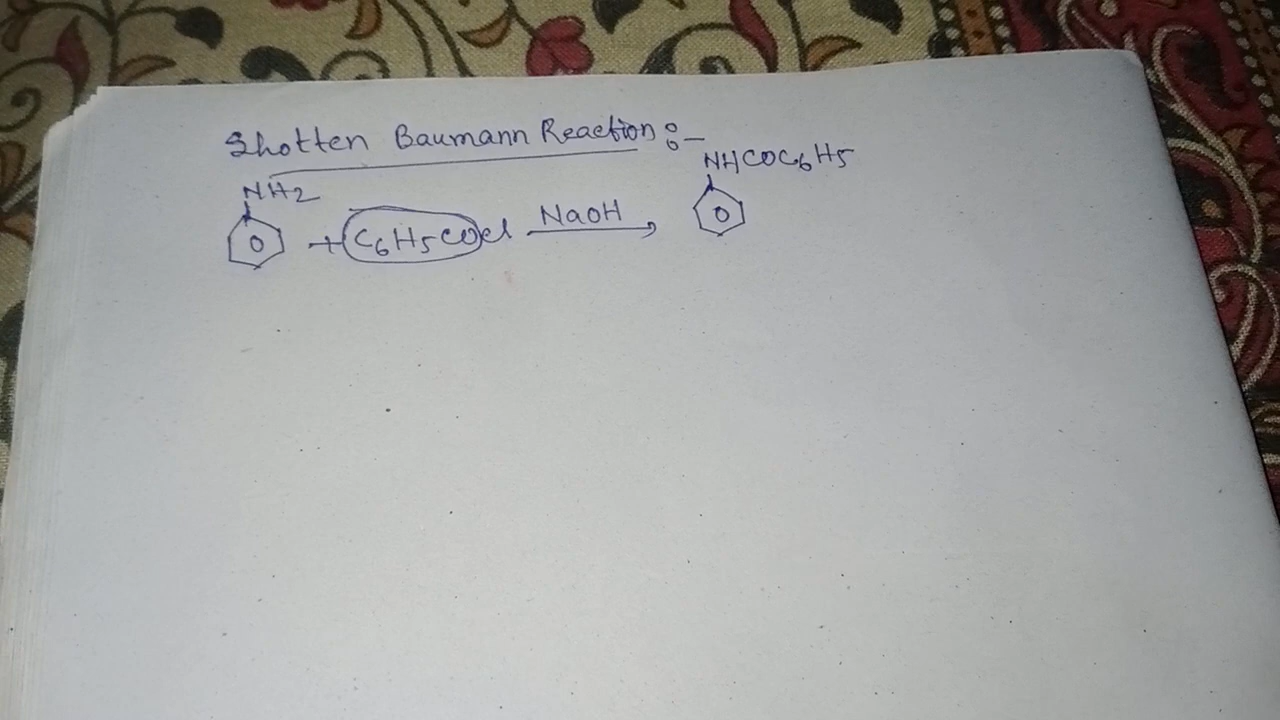 Shotten Baumann Reaction :-
NH2 NHCOC6H5
+ C6H5COCl NaOH →